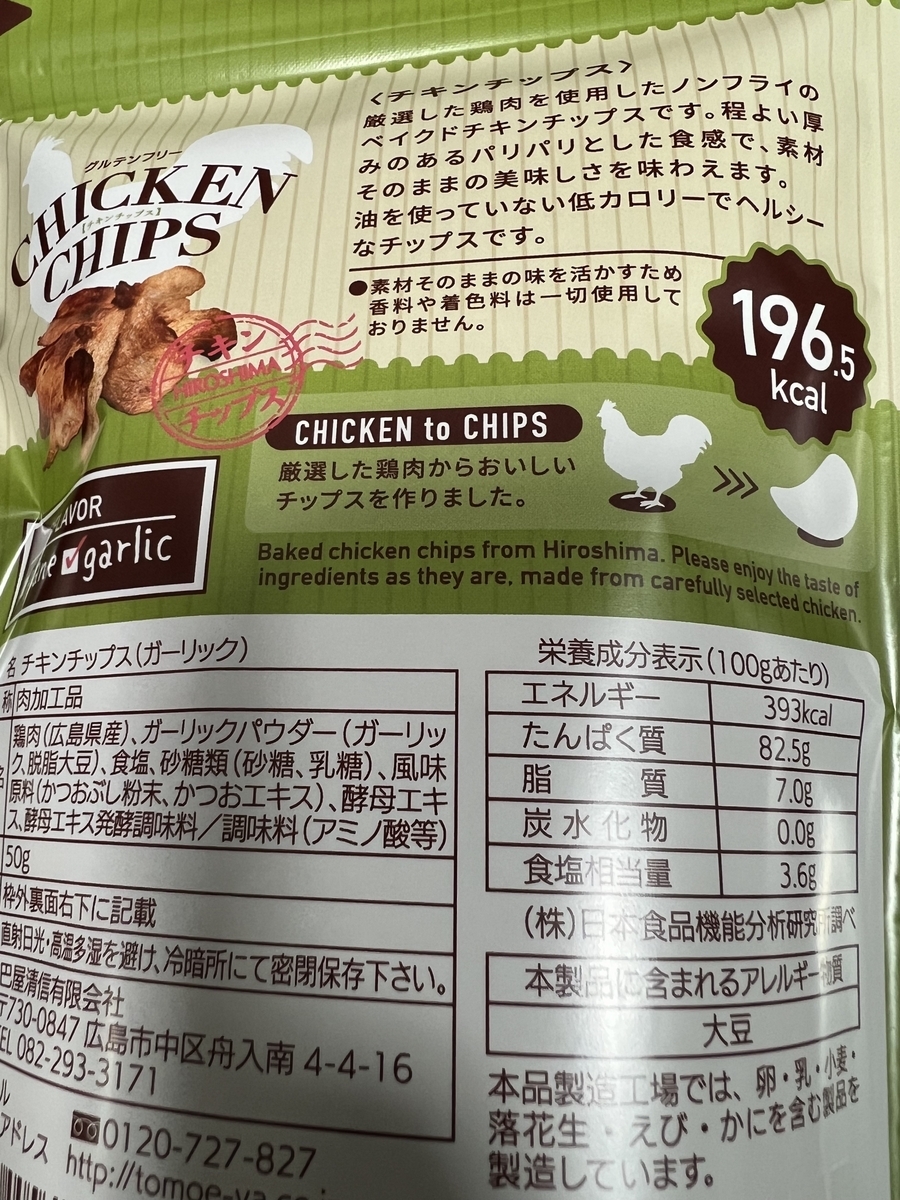 グルテンフリー
CHICKEN
【チキンチップス】
CHIPS
チキン
HIROSHIMA
チップス
〈チキンチップス〉
厳選した鶏肉を使用したノンフライの
ベイクドチキンチップスです。程よい厚
みのあるパリパリとした食感で、素材
そのままの美味しさを味わえます。
油を使っていない低カロリーでヘルシー
なチップスです。
●素材そのままの味を活かすため
香料や着色料は一切使用して
おりません。
196.5
kcal
CHICKEN to CHIPS
厳選した鶏肉からおいしい
チップスを作りました。
garlic
Baked chicken chips from Hiroshima. Please enjoy the taste of
ingredients as they are, made from carefully selected chicken.
名 チキンチップス(ガーリック)
称 肉加工品
名 鶏肉(広島県産)、ガーリックパウダー(ガーリッ
ク、脱脂大豆)、食塩、砂糖類(砂糖、乳糖)、風味
原料(かつおぶし粉末、かつおエキス)、酵母エキ
ス、酵母エキス発酵調味料/調味料(アミノ酸等)
50g
枠外裏面右下に記載
直射日光・高温多湿を避け、冷暗所にて密閉保存下さい。
巴屋清信有限会社
〒730-0847 広島市中区舟入南 4-4-16
TEL 082-293-3171
0120-727-827
アドレス http://tomoe-ya.co.
栄養成分表示(100gあたり)
エネルギー 393kcal
たんぱく質 82.5g
脂質 7.0g
炭水化物 0.0g
食塩相当量 3.6g
(株)日本食品機能分析研究所調べ
本製品に含まれるアレルギー物質
大豆
本品製造工場では、卵・乳・小麦・
落花生・えび・かにを含む製品を
製造しています。